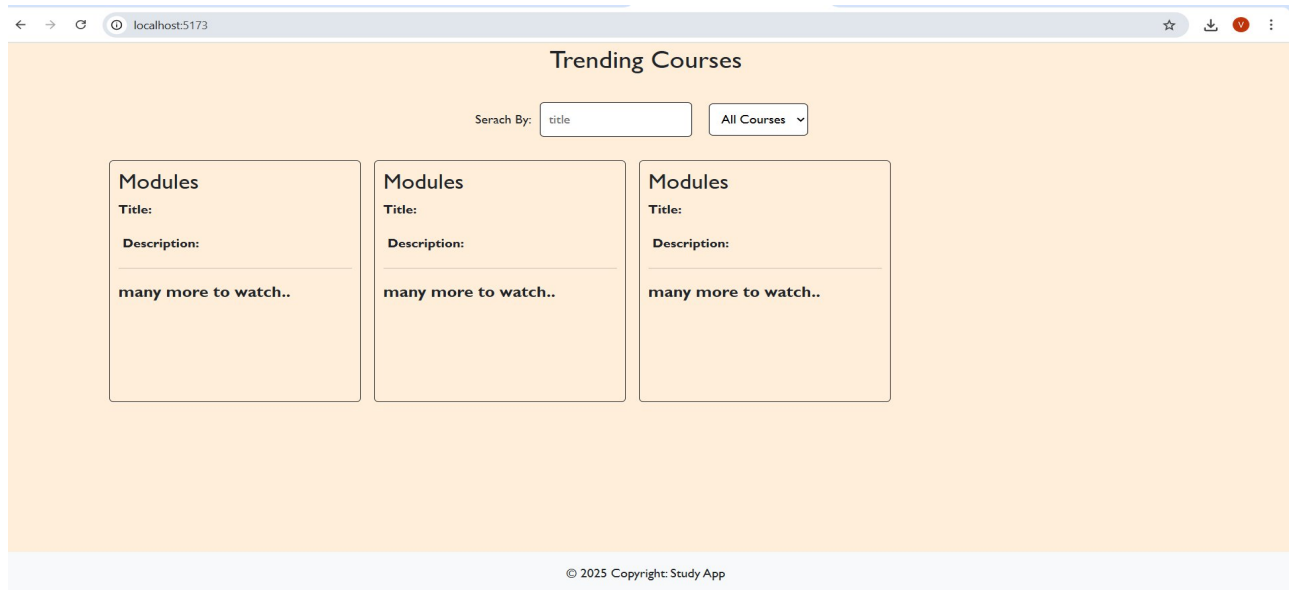 localhost:5173
V
Trending Courses
Serach By: title All Courses
Modules Modules Modules
Title: Title: Title:
Description: Description: Description:
many more to watch.. many more to watch.. many more to watch..
© 2025 Copyright: Study App